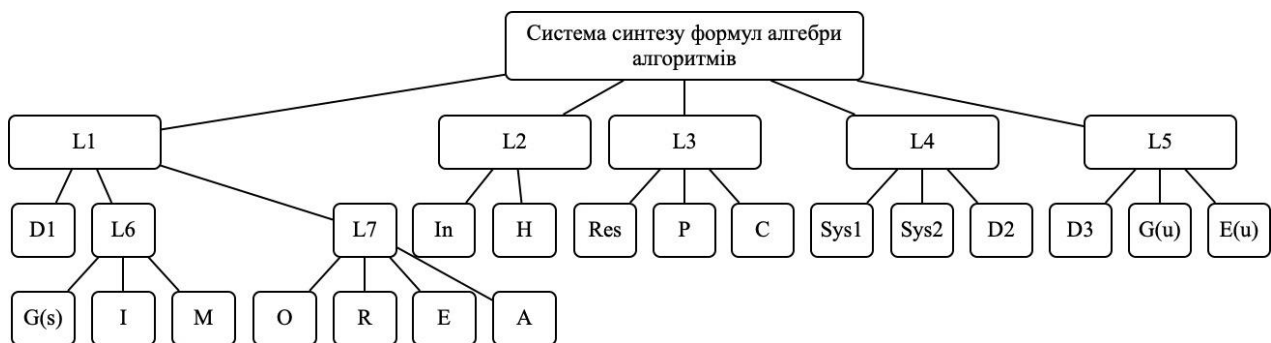 Система синтезу формул алгебри
алгоритмів
L1
L2
L3
L4
L5
D1
L6
L7
In
H
Res
P
C
Sys1
Sys2
D2
D3
G(u)
E(u)
G(s)
I
M
O
R
E
A